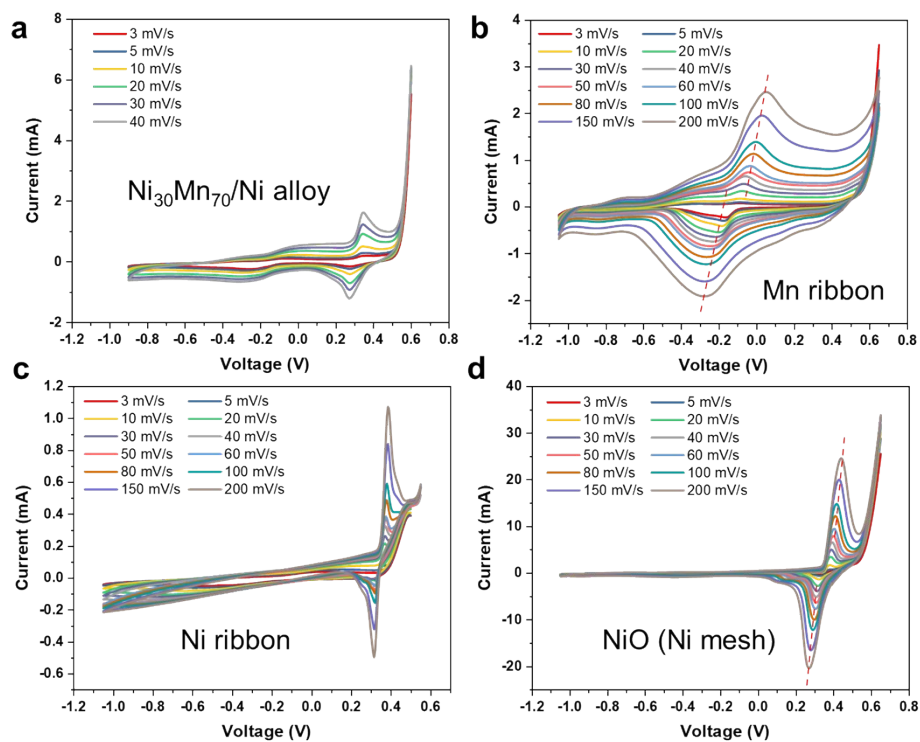 a
8
6
4
2
0
-2
Current (mA)
3 mV/s
5 mV/s
10 mV/s
20 mV/s
30 mV/s
40 mV/s
Ni30Mn70/Ni alloy
-1.2 -1.0 -0.8 -0.6 -0.4 -0.2 0.0 0.2 0.4 0.6 0.8
Voltage (V)
b
4
3
2
1
0
-1
-2
Current (mA)
3 mV/s 5 mV/s
10 mV/s 20 mV/s
30 mV/s 40 mV/s
50 mV/s 60 mV/s
80 mV/s 100 mV/s
150 mV/s 200 mV/s
Mn ribbon
-1.2 -1.0 -0.8 -0.6 -0.4 -0.2 0.0 0.2 0.4 0.6 0.8
Voltage (V)
c
1.2
1.0
0.8
0.6
0.4
0.2
0.0
-0.2
-0.4
-0.6
Current (mA)
3 mV/s 5 mV/s
10 mV/s 20 mV/s
30 mV/s 40 mV/s
50 mV/s 60 mV/s
80 mV/s 100 mV/s
150 mV/s 200 mV/s
Ni ribbon
-1.2 -1.0 -0.8 -0.6 -0.4 -0.2 0.0 0.2 0.4 0.6
Voltage (V)
d
40
30
20
10
0
-10
-20
Current (mA)
3 mV/s 5 mV/s
10 mV/s 20 mV/s
30 mV/s 40 mV/s
50 mV/s 60 mV/s
80 mV/s 100 mV/s
150 mV/s 200 mV/s
NiO (Ni mesh)
-1.2 -1.0 -0.8 -0.6 -0.4 -0.2 0.0 0.2 0.4 0.6 0.8
Voltage (V)